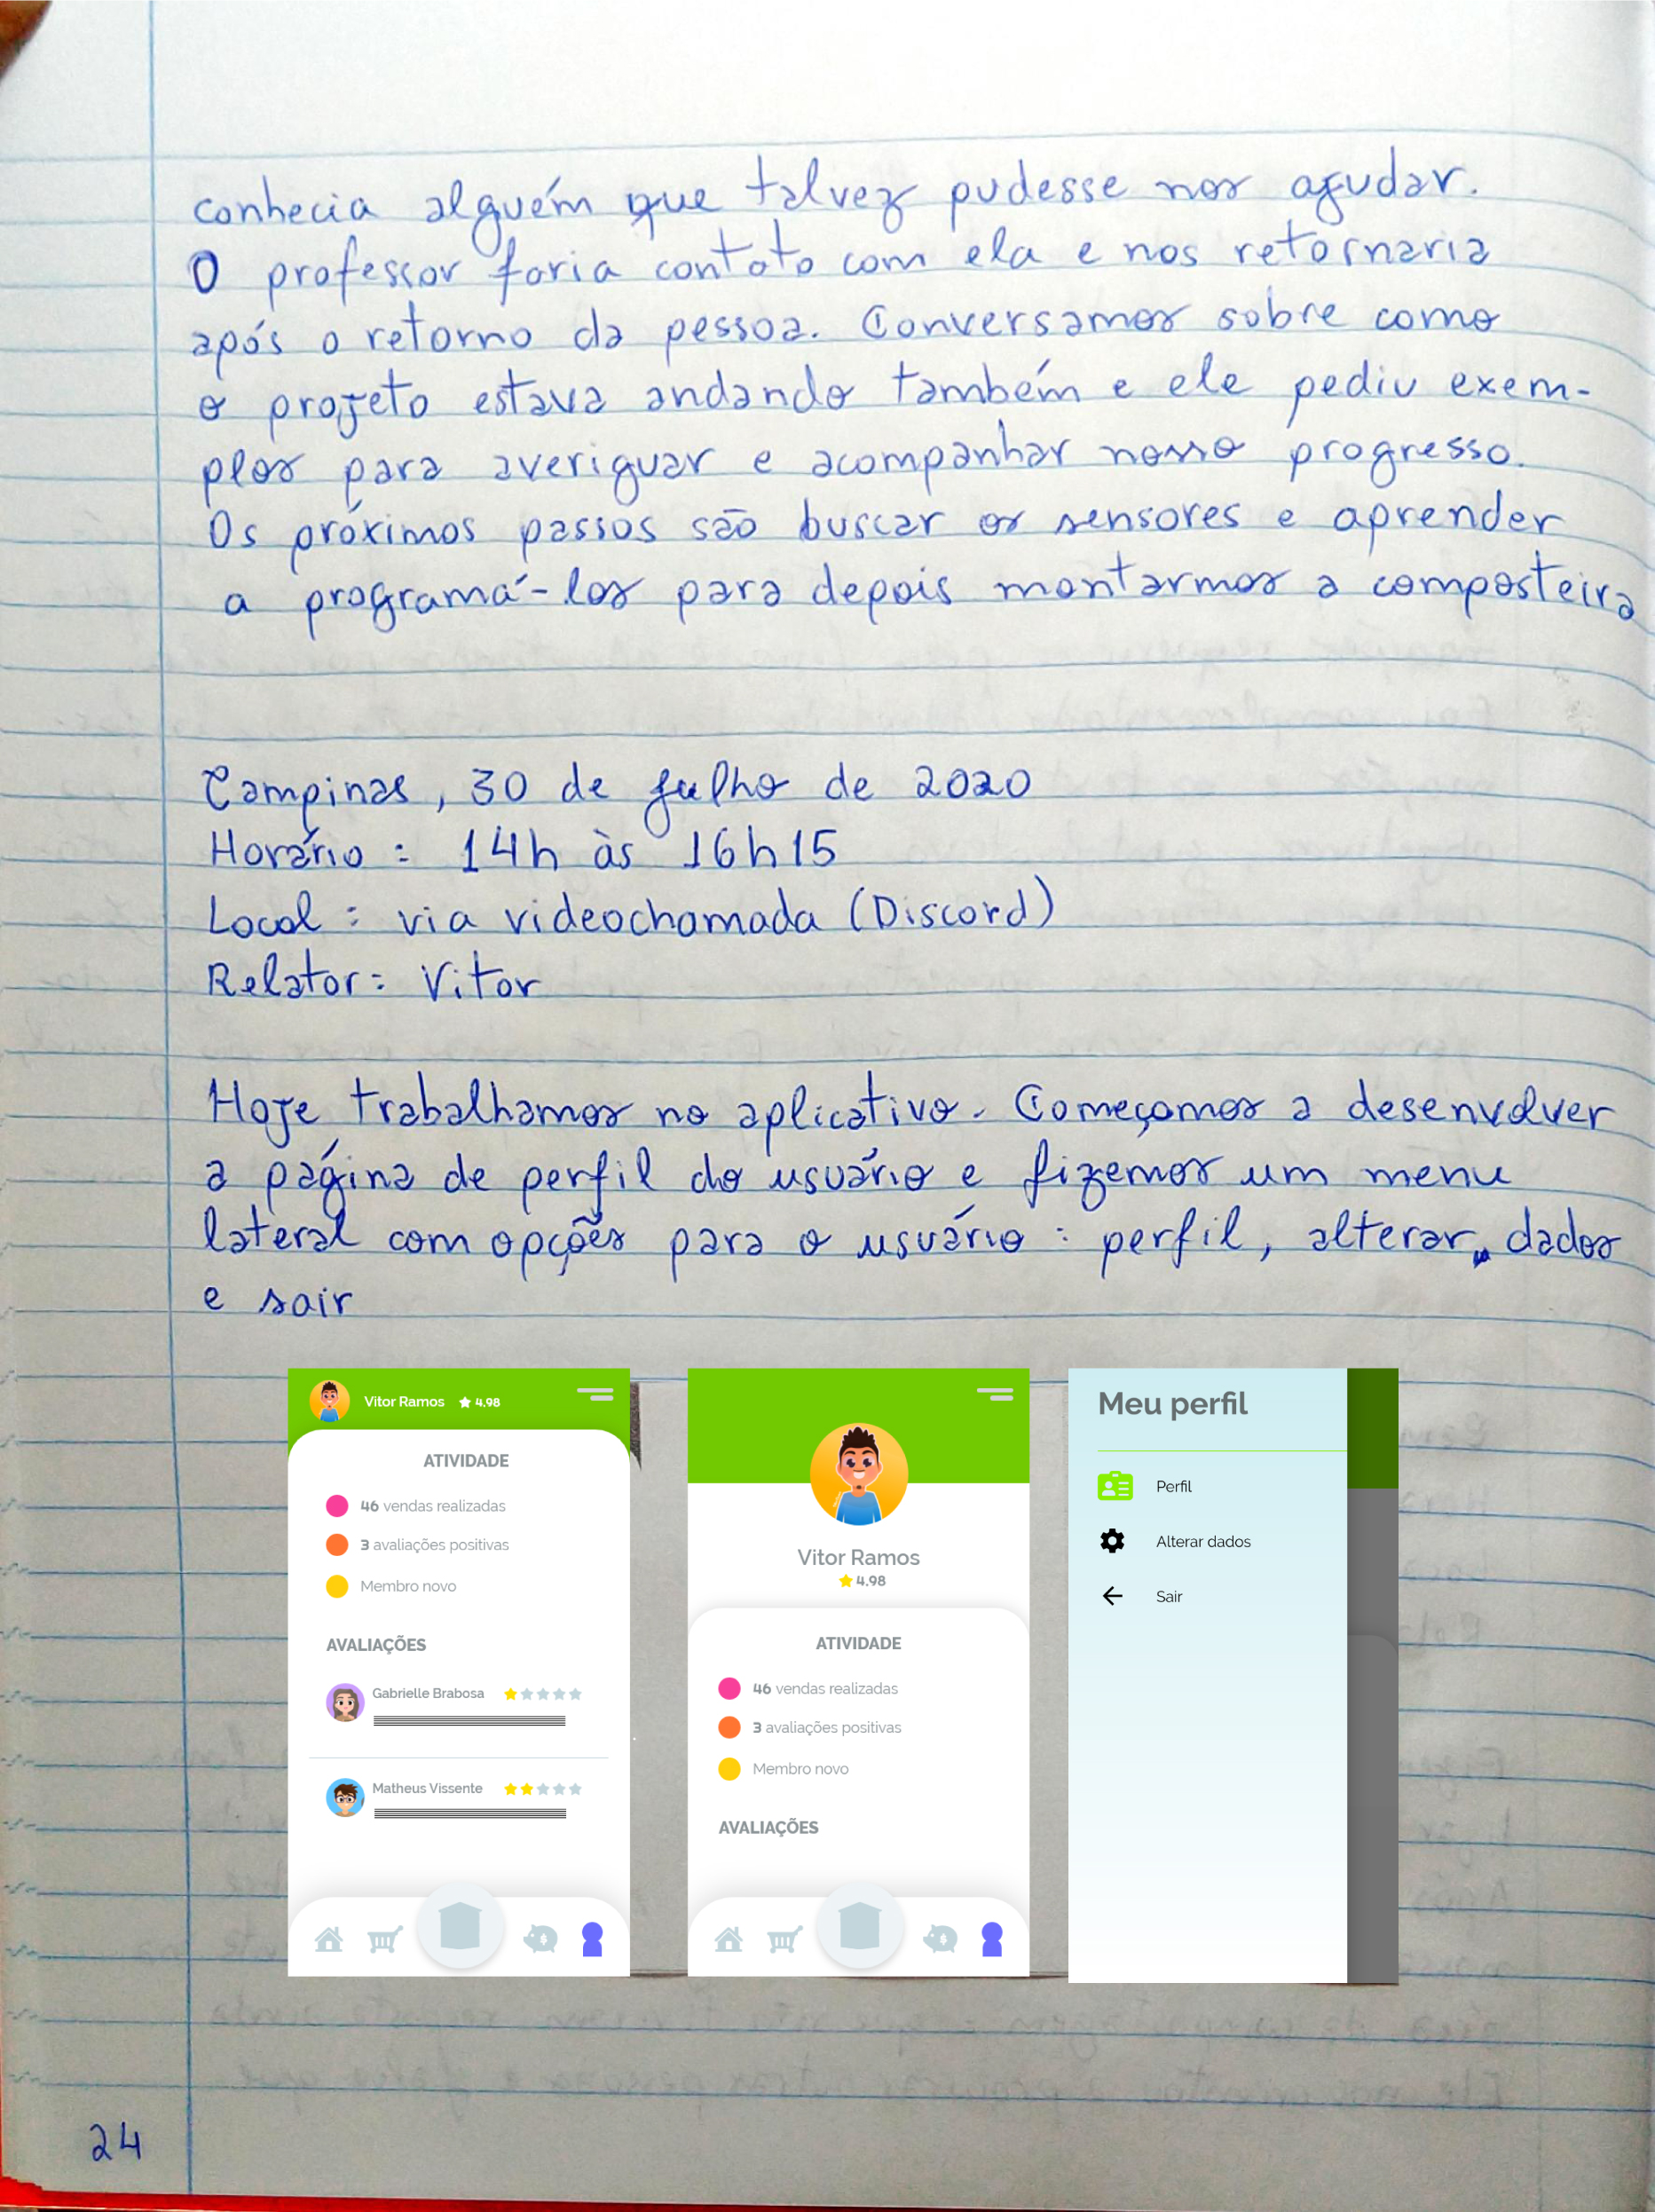 conhecia alguém que talvez pudesse nos ajudar.
O professor faria contato com ela e nos retornaria
após o retorno da pessoa. Conversamos sobre como
o projeto estava andando também e ele pediu exem-
plos para averiguar e acompanhar nosso progresso.
Os próximos passos são buscar os sensores e aprender
a programá-los para depois montarmos a composteira
Campinas, 30 de julho de 2020
Horário: 14h às 16h15
Local: via videochamada (Discord)
Relator: Vitor
Hoje trabalhamos no aplicativo. Começamos a desenvolver
a página de perfil do usuário e fizemos um menu
lateral com opções para o usuário: perfil, alterar dados
e sair
Vitor Ramos 4,98
ATIVIDADE
46 vendas realizadas
3 avaliações positivas
Membro novo
AVALIAÇÕES
Gabrielle Brabosa
Matheus Vissente
Vitor Ramos
4,98
ATIVIDADE
46 vendas realizadas
3 avaliações positivas
Membro novo
AVALIAÇÕES
Meu perfil
Perfil
Alterar dados
Sair
24